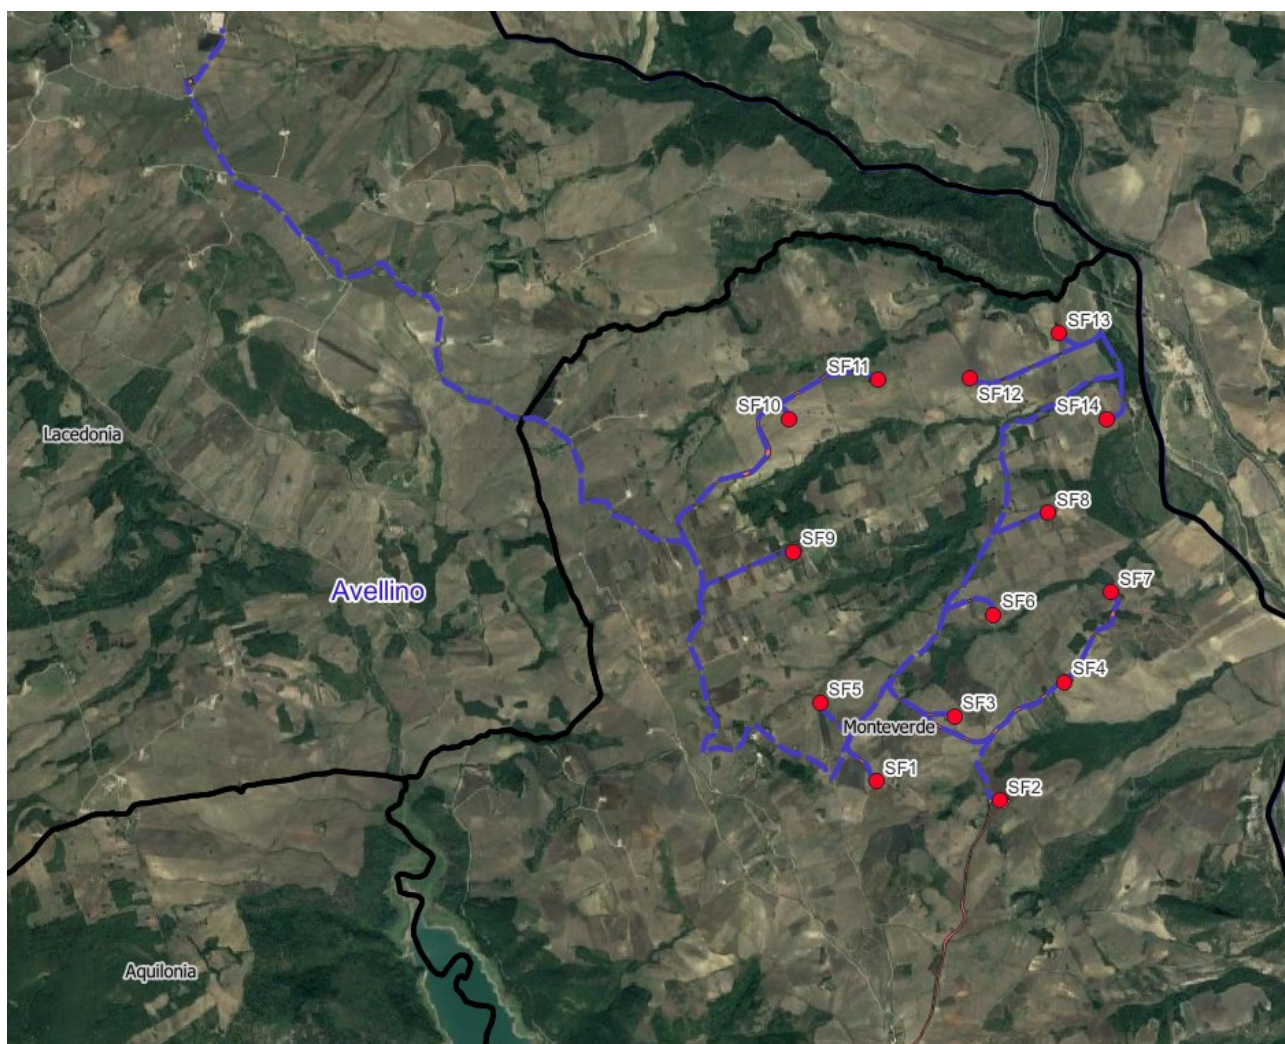 SF13
SF11
SF12
SF10
SF14
Lacedonia
SF8
SF9
SF7
Avellino
SF6
SF4
SF5
SF3
Monteverde
SF1
SF2
Aquilonia